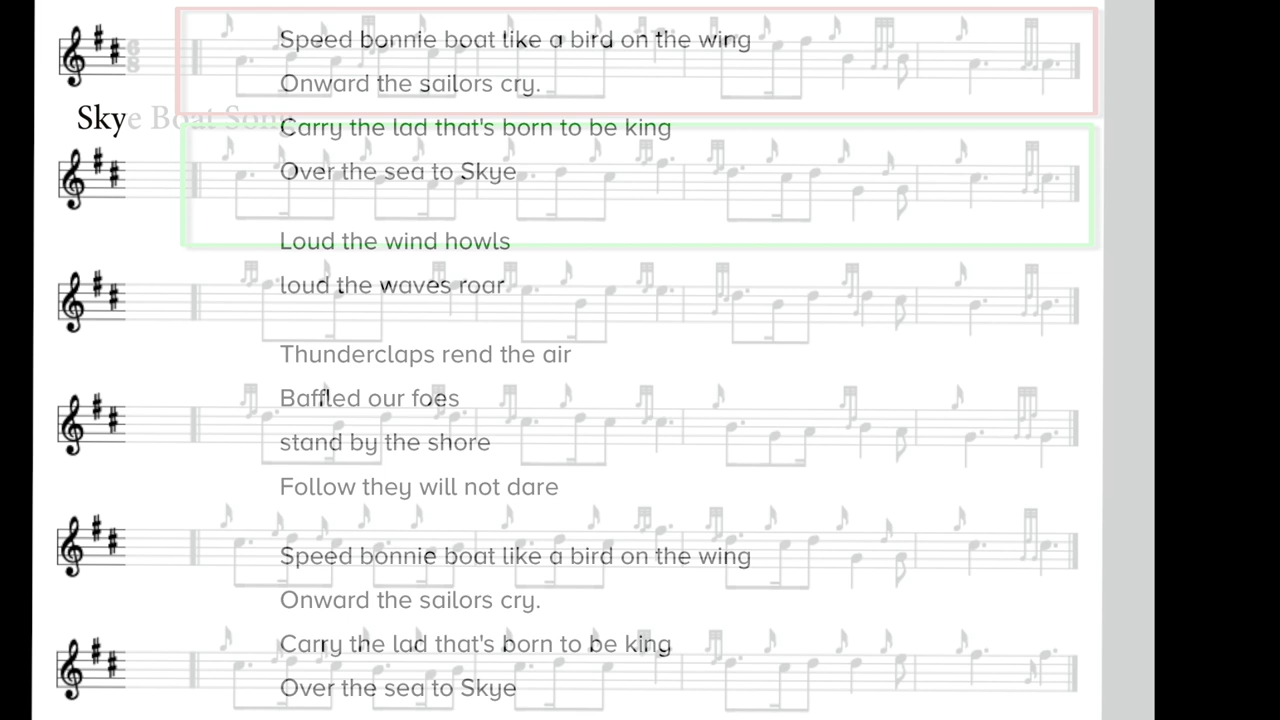 Speed bonnie boat like a bird on the wing
Onward the sailors cry.
Skye Boat Song
Carry the lad that's born to be king
Over the sea to Skye
Loud the wind howls
loud the waves roar
Thunderclaps rend the air
Baffled our foes
stand by the shore
Follow they will not dare
Speed bonnie boat like a bird on the wing
Onward the sailors cry.
Carry the lad that's born to be king
Over the sea to Skye